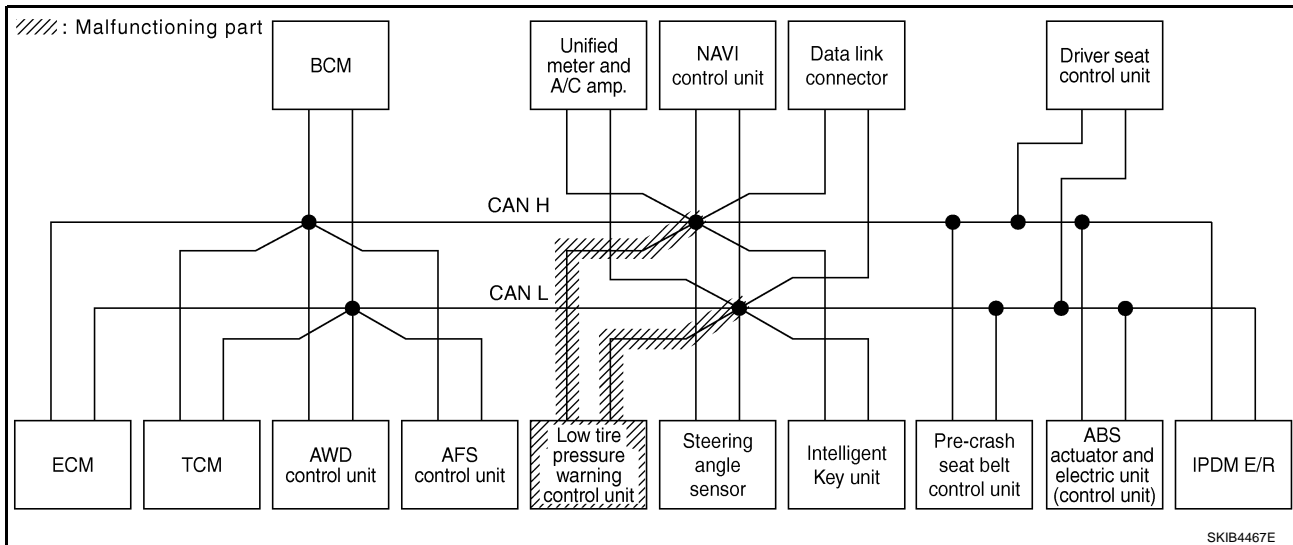 : Malfunctioning part
BCM
Unified
meter and
A/C amp.
NAVI
control unit
Data link
connector
Driver seat
control unit
CAN H
CAN L
ECM
TCM
AWD
control unit
AFS
control unit
Low tire
pressure
warning
control unit
Steering
angle
sensor
Intelligent
Key unit
Pre-crash
seat belt
control unit
ABS
actuator and
electric unit
(control unit)
IPDM E/R
SKIB4467E